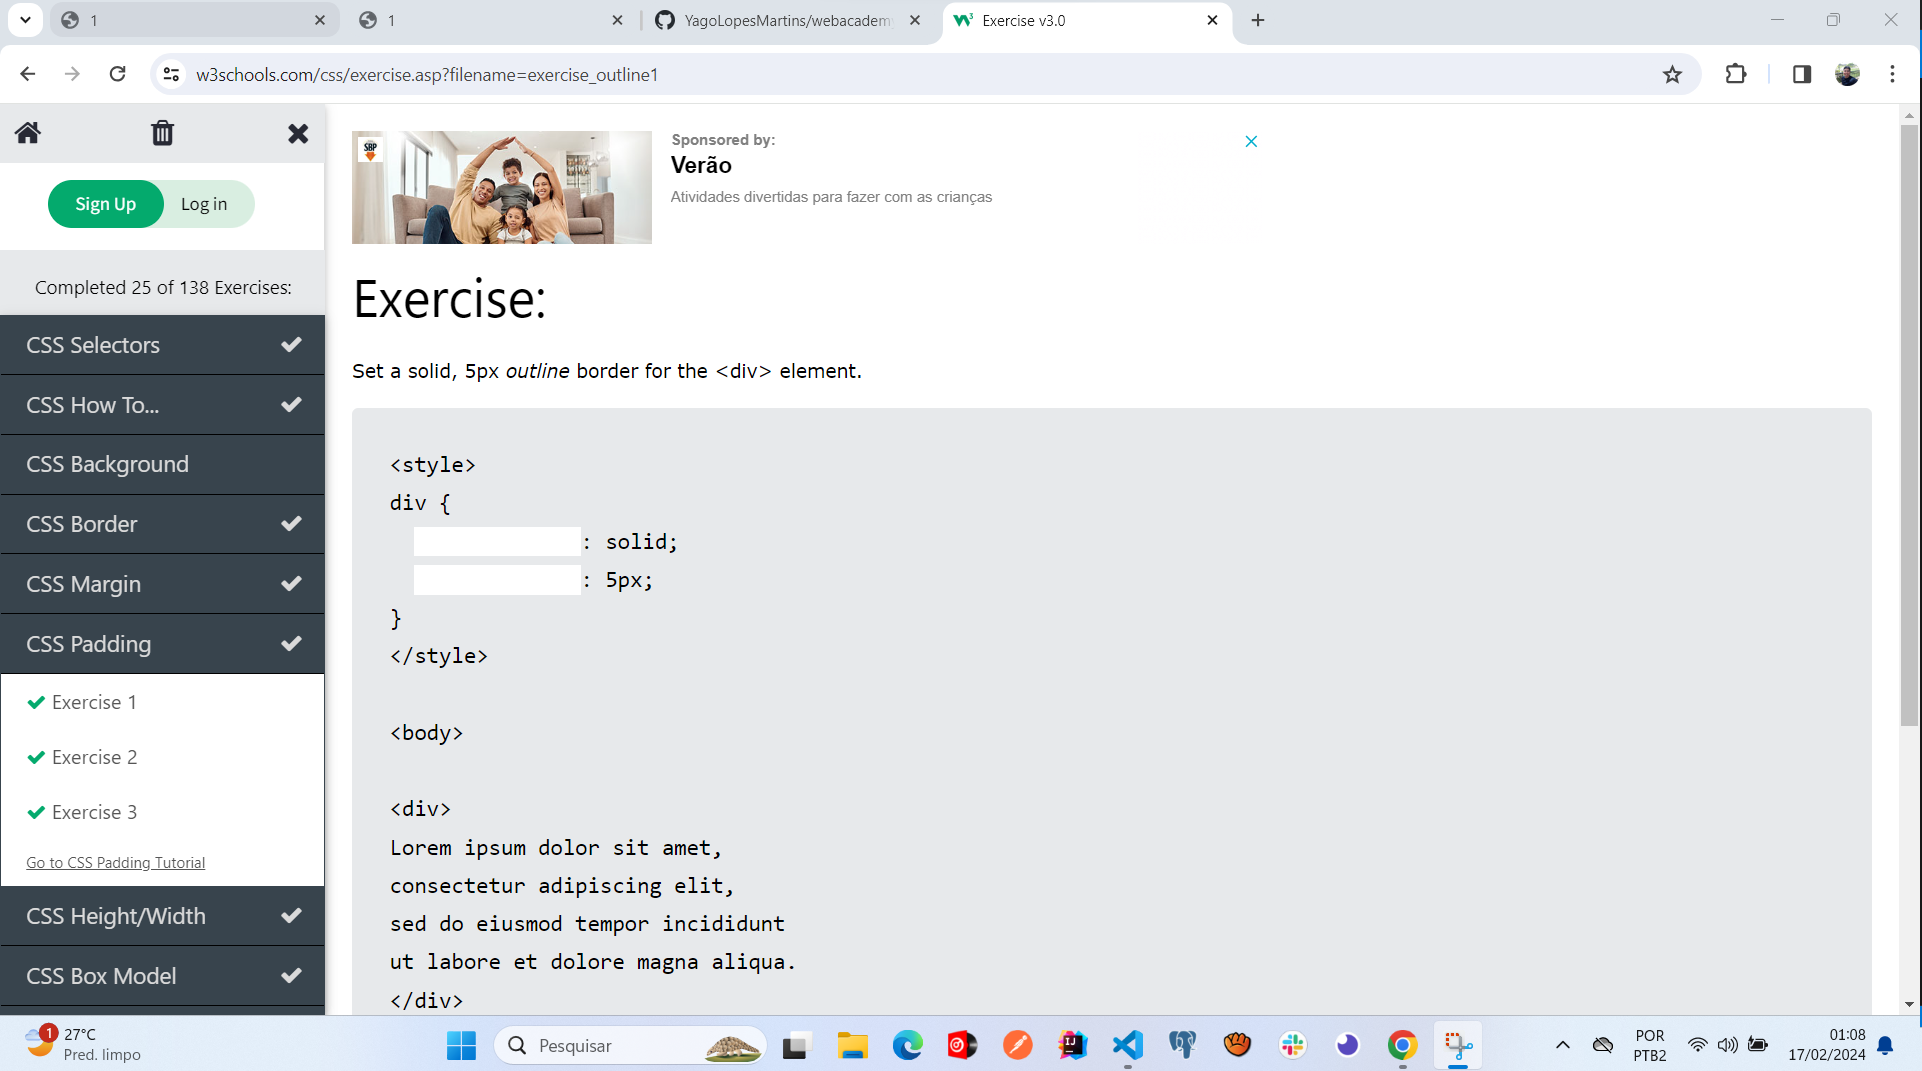 1
1
YagoLopesMartins/webacadem
Exercise v3.0
w3schools.com/css/exercise.asp?filename=exercise_outline1
Sign Up
Log in
Completed 25 of 138 Exercises:
CSS Selectors
CSS How To...
CSS Background
CSS Border
CSS Margin
CSS Padding
Exercise 1
Exercise 2
Exercise 3
Go to CSS Padding Tutorial
CSS Height/Width
CSS Box Model
SBP
Sponsored by:
Verão
Atividades divertidas para fazer com as crianças
Exercise:
Set a solid, 5px outline border for the <div> element.
<style>
div {
: solid;
: 5px;
}
</style>
<body>
<div>
Lorem ipsum dolor sit amet,
consectetur adipiscing elit,
sed do eiusmod tempor incididunt
ut labore et dolore magna aliqua.
</div>
1
27°C
Pred. limpo
Pesquisar
POR
PTB2
01:08
17/02/2024